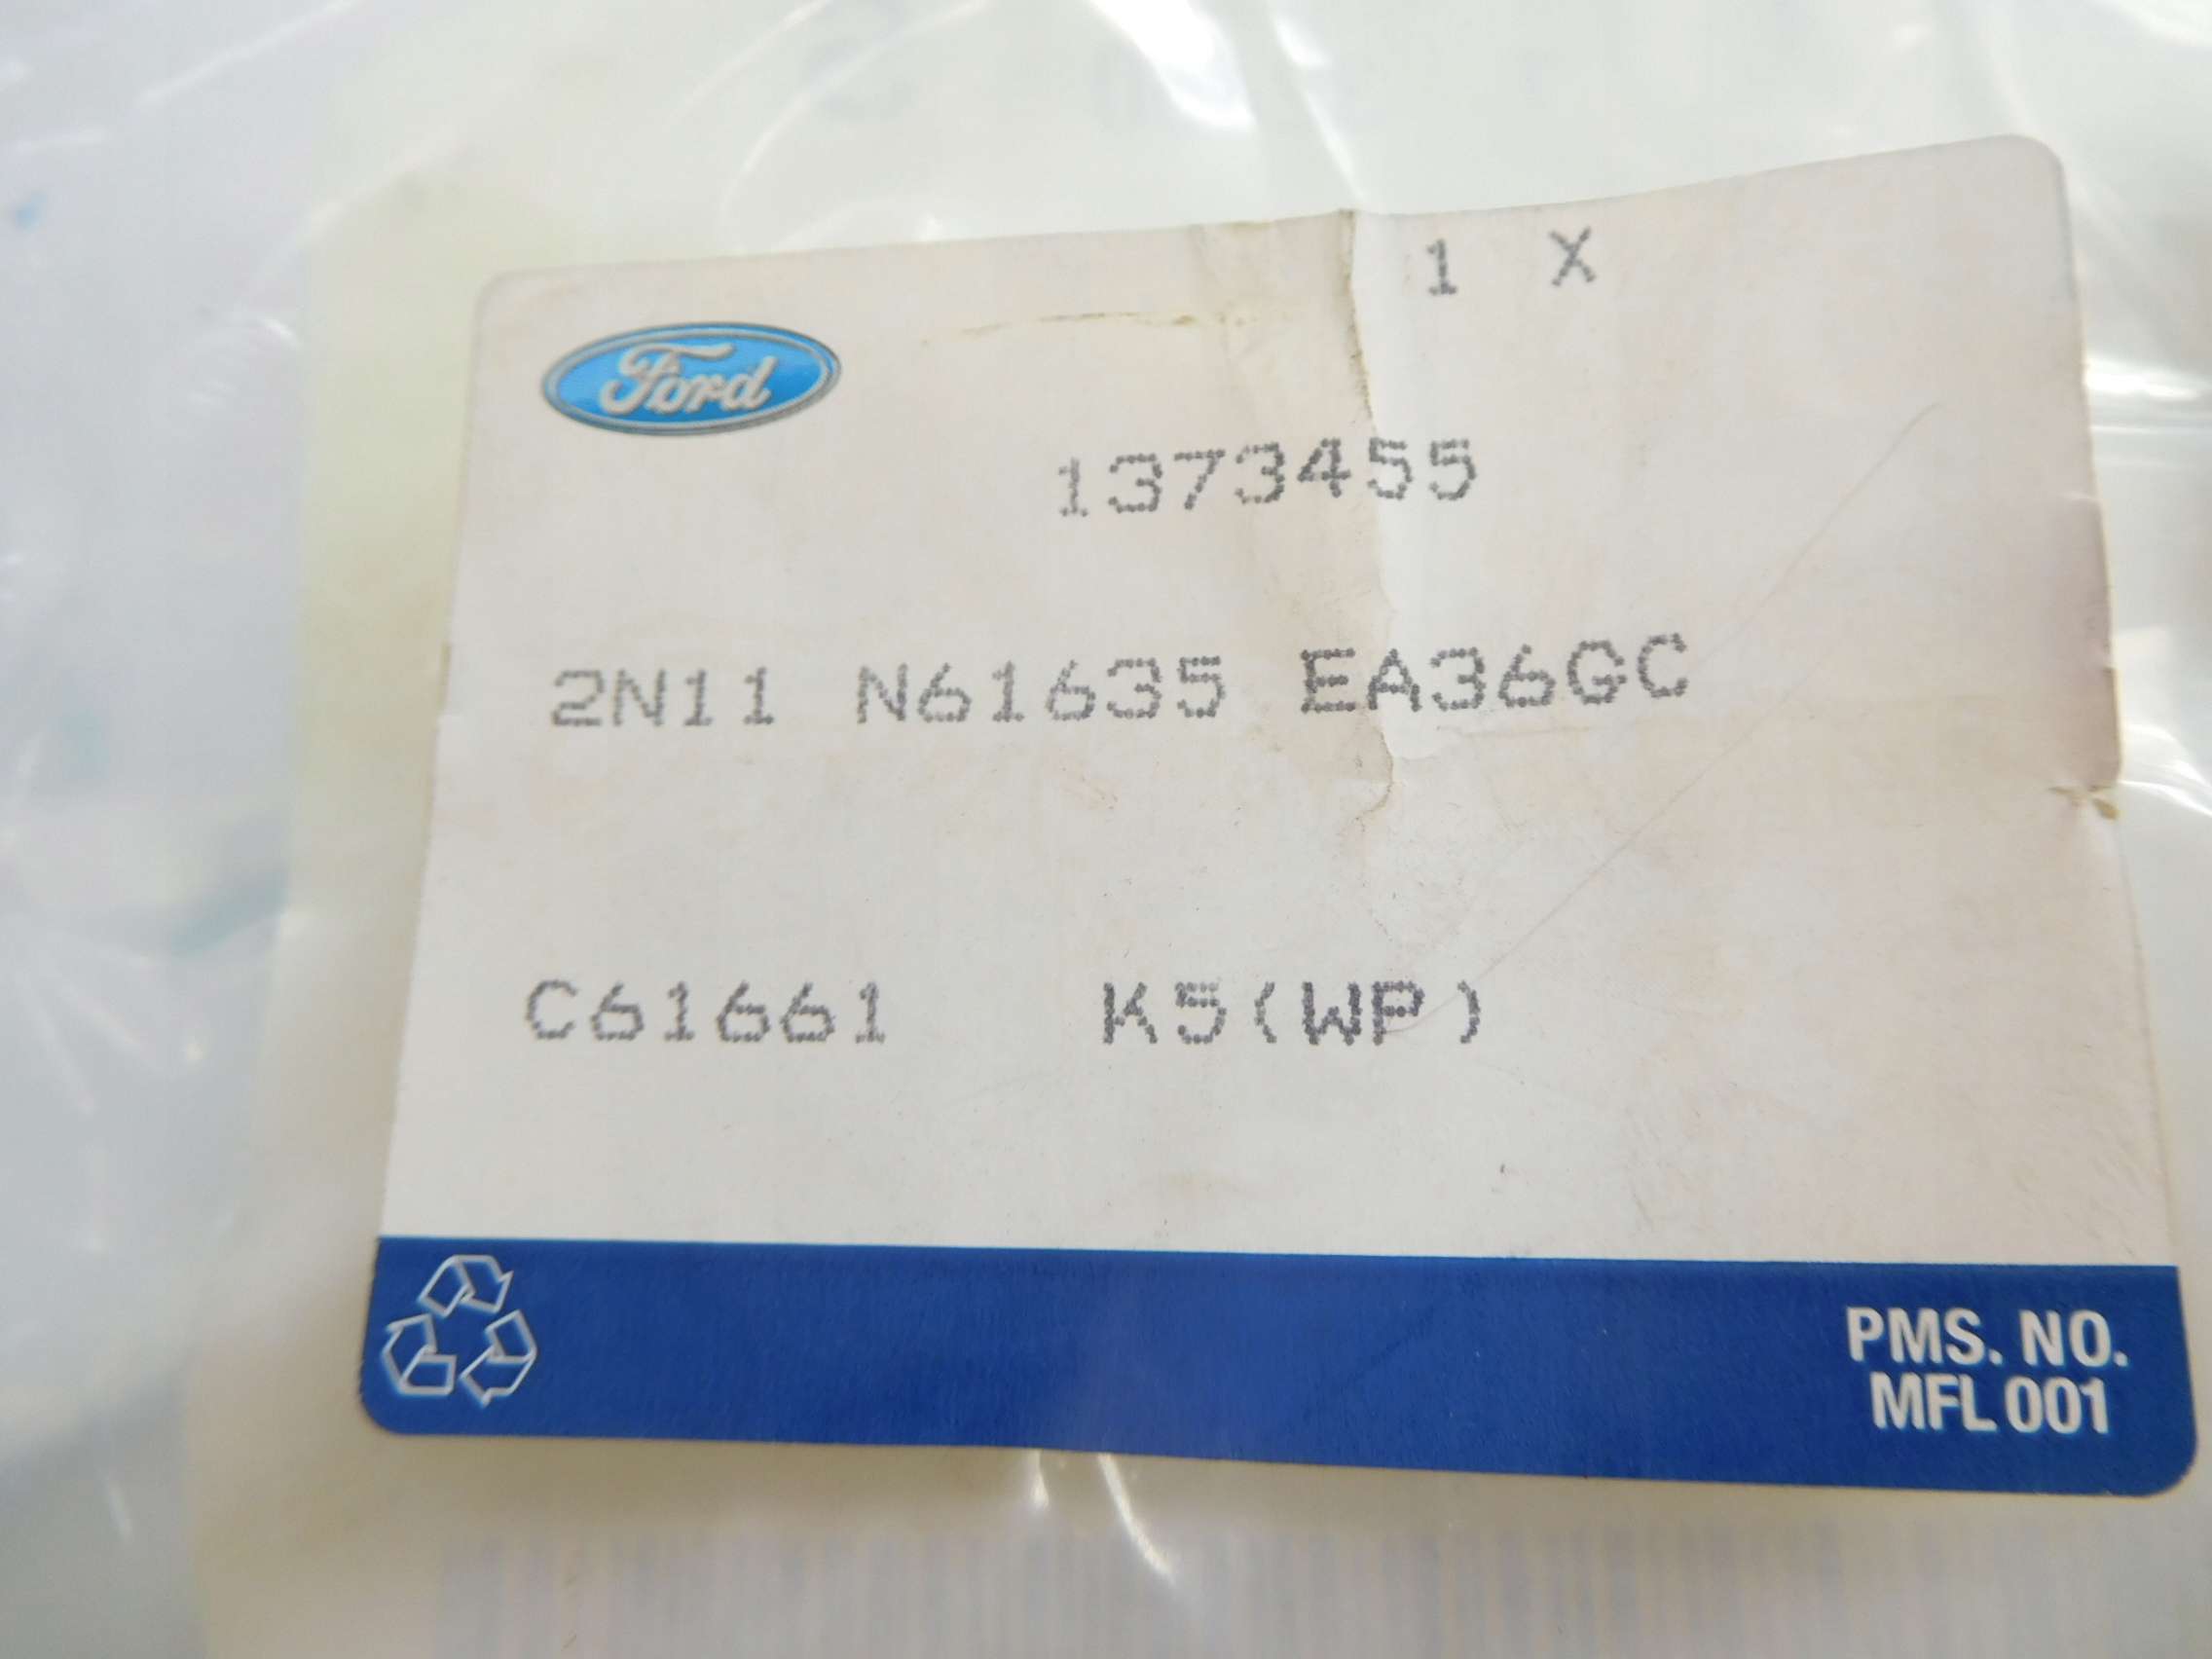 1 X
Ford
1373455
2N11 N61635 EA36GC
C61661 K5(WP)
PMS. NO.
MFL 001